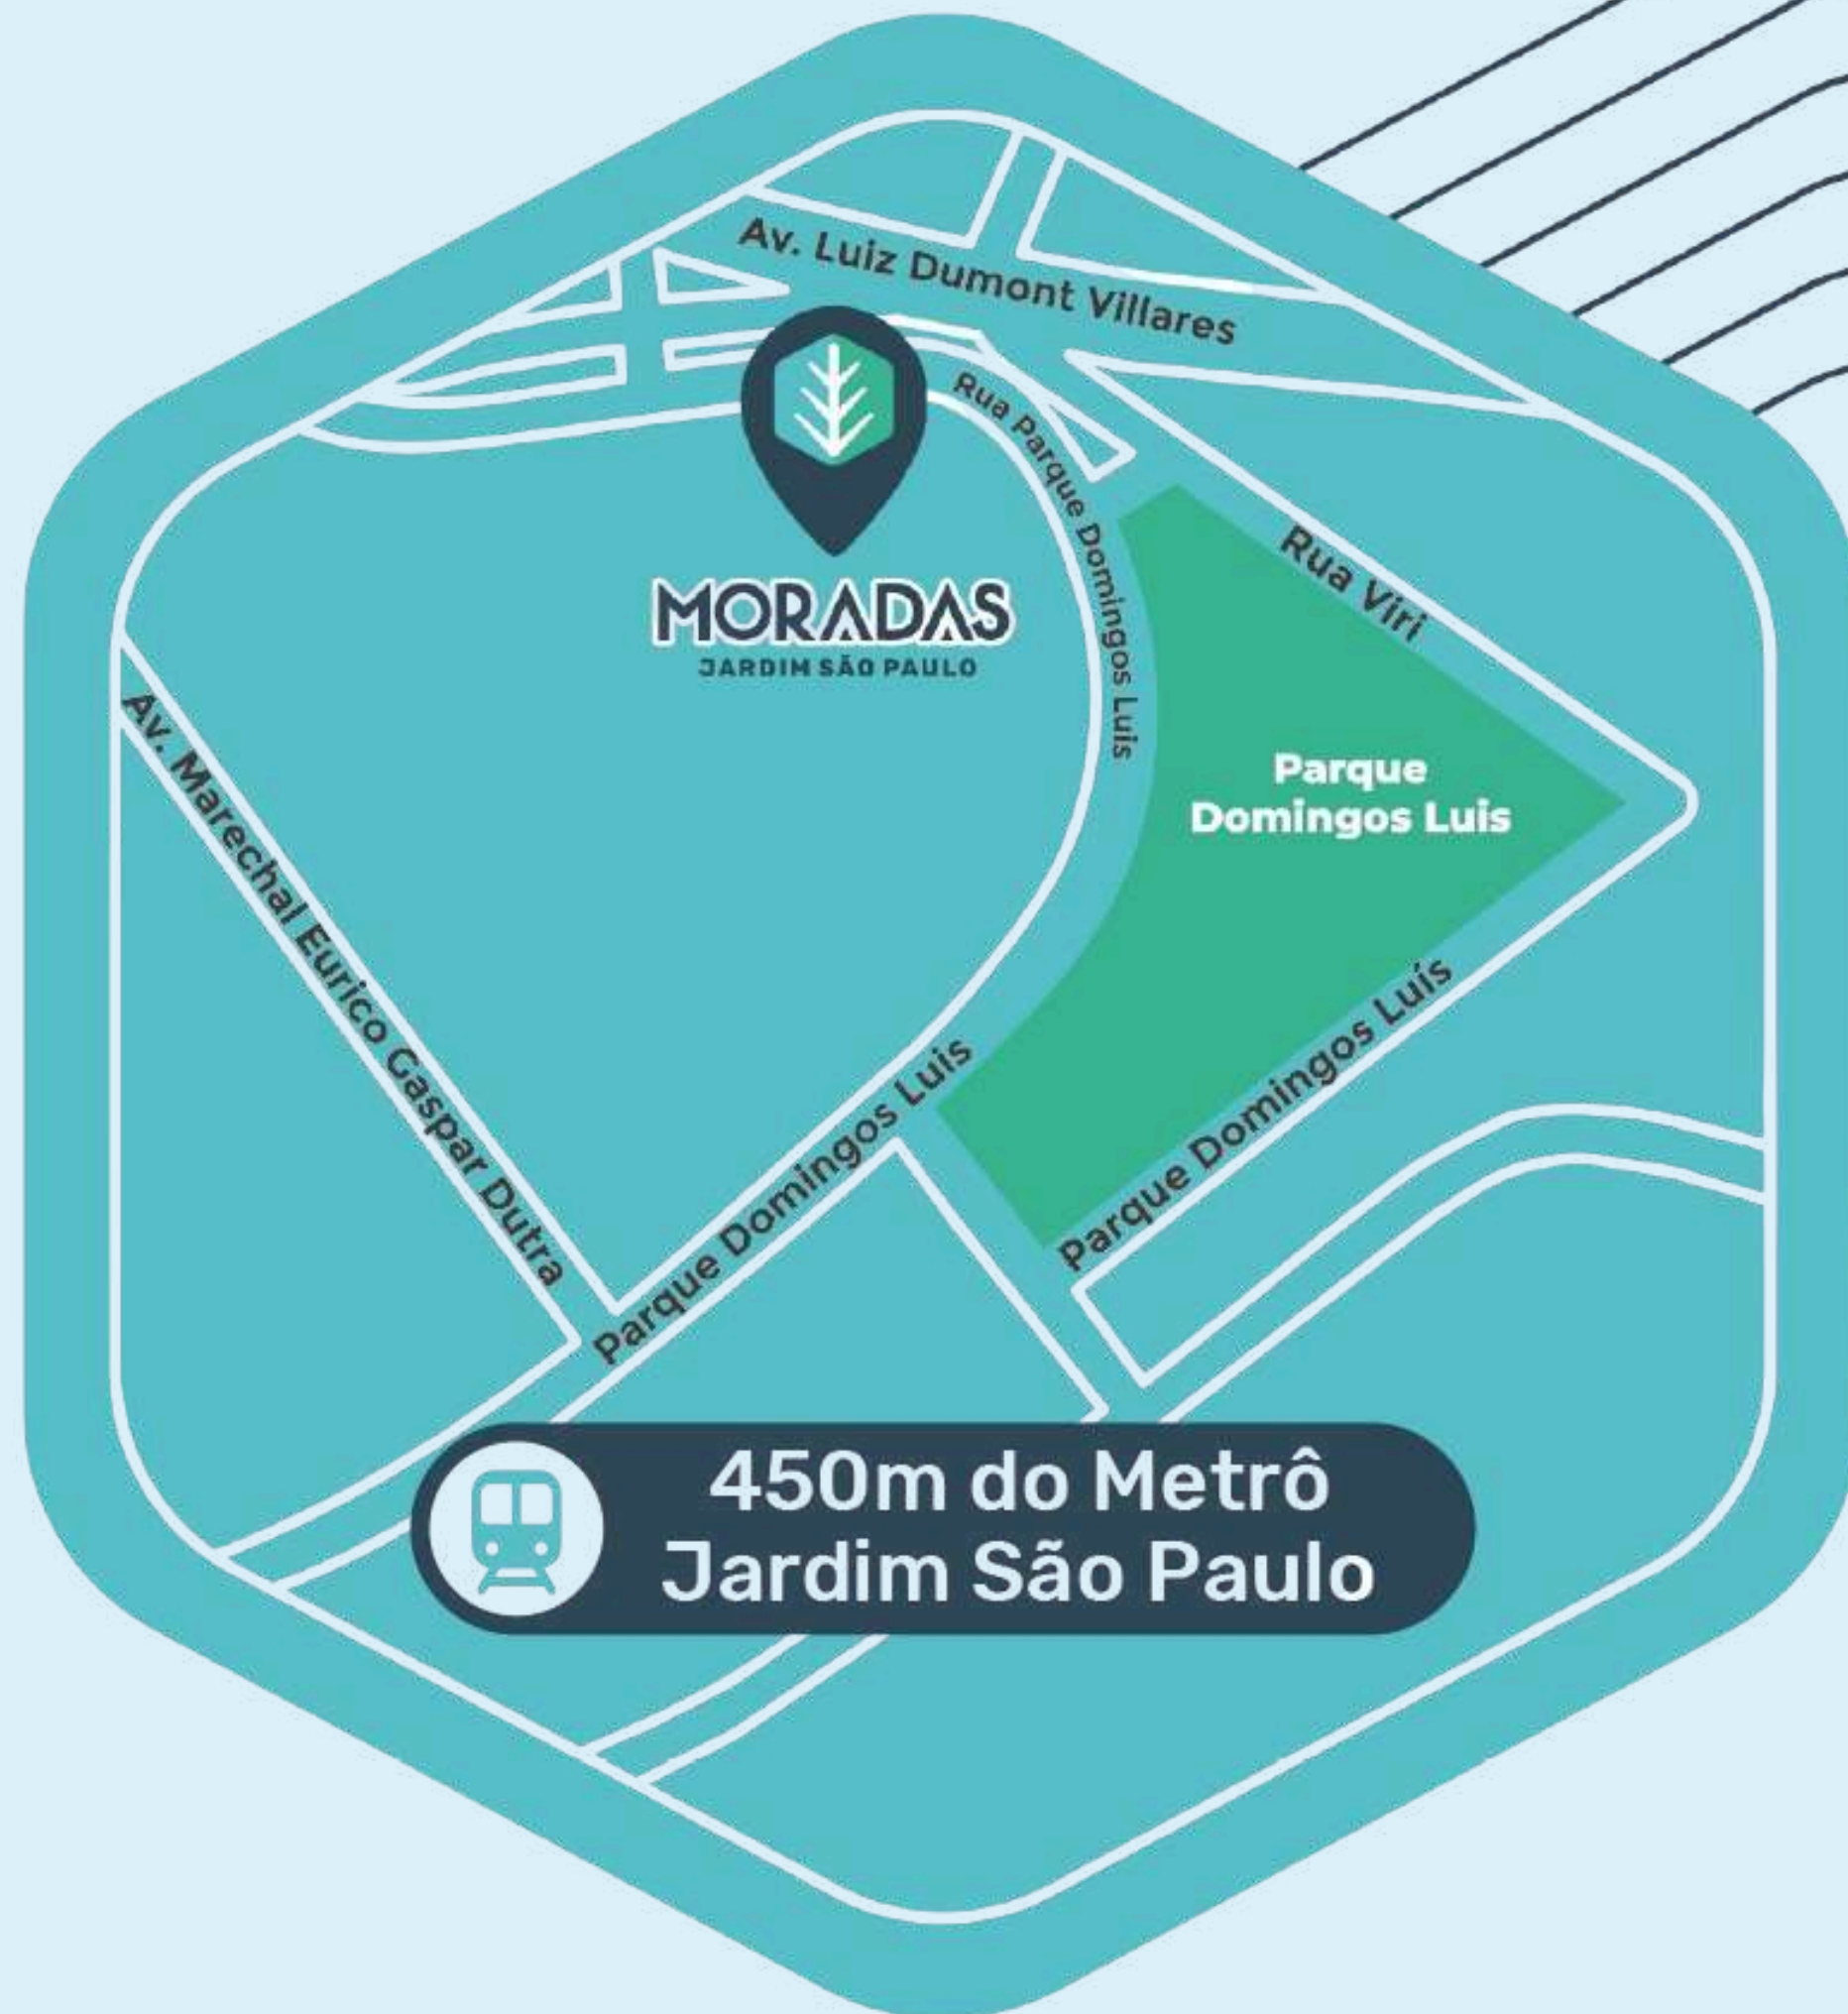 Av. Luiz Dumont Villares
Rua Parque Domingos Luis
Rua Viri
MORADAS
JARDIM SÃO PAULO
Av. Marechal Eurico Gaspar Dutra
Parque
Domingos Luis
Parque Domingos Luis
Parque Domingos Luís
450m do Metrô
Jardim São Paulo